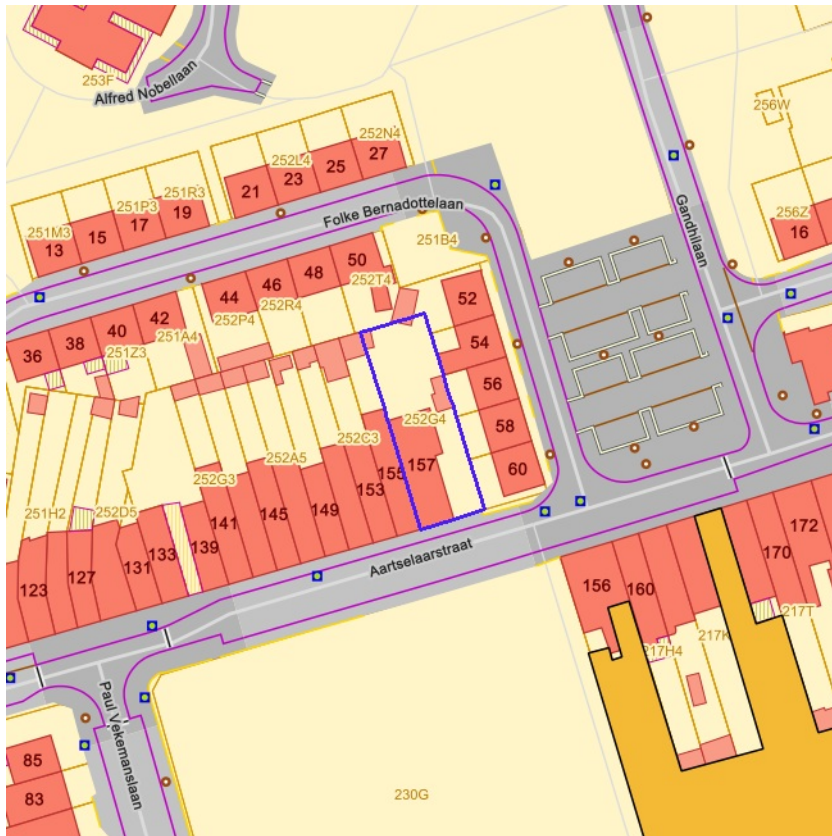 253F
Alfred Nobellaan
256W
252N4
27
252L4
25
23
21
251R3
19
251P3
17
15
251M3
13
Folke Bernadottelaan
Gandhilaan
256Z
16
251B4
50
48
46
44
252T4
252R4
252P4
52
42
40
38
36
251A4
251Z3
54
56
58
60
252G4
157
155
153
252C3
149
252A5
145
252G3
141
139
133
131
252D5
127
251H2
123
Aartselaarstraat
172
170
160
156
217T
217K
217H4
Paul Vekemanslaan
85
83
230G